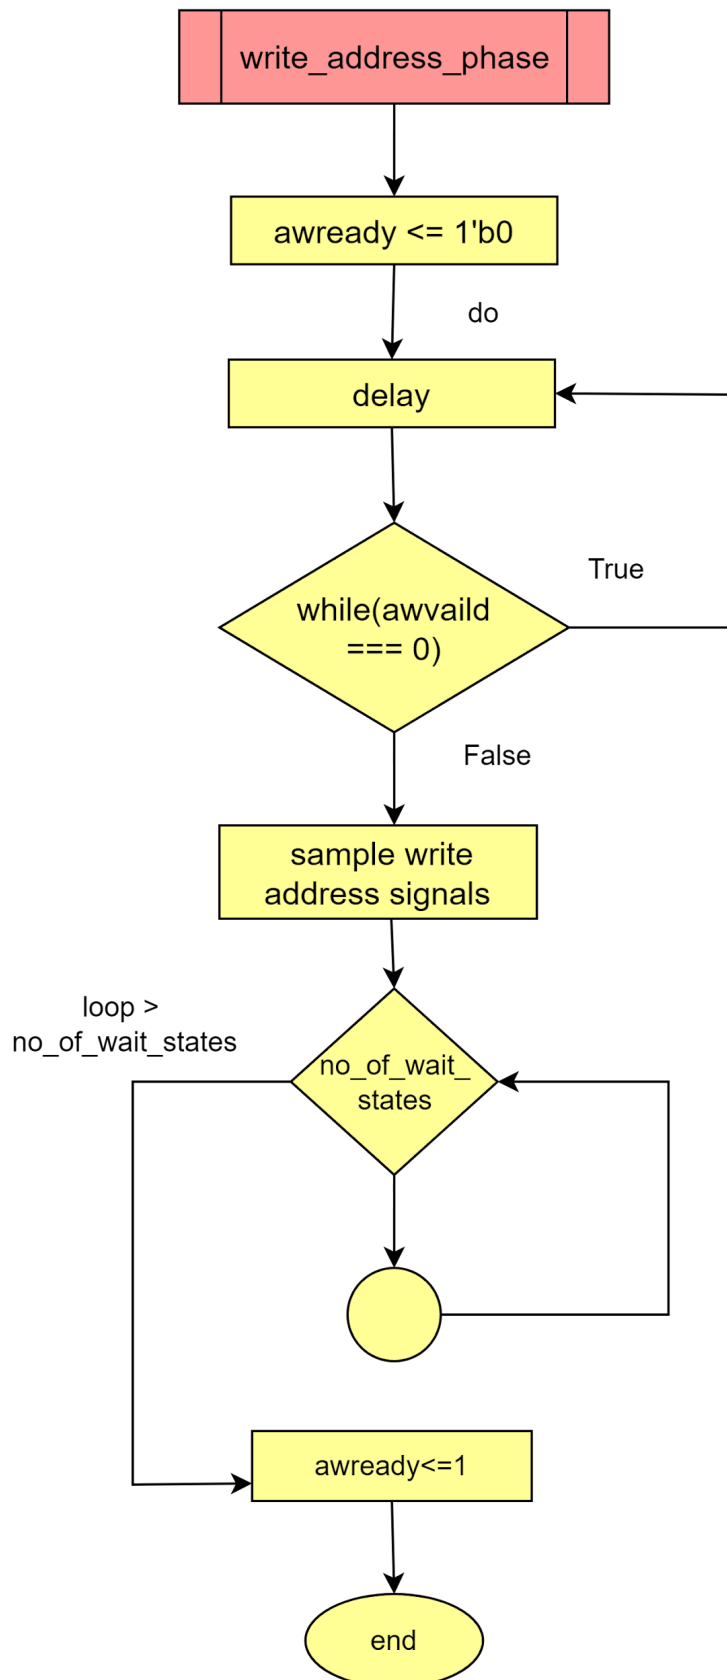 write_address_phase
awready <= 1'b0
do
delay
True
while(awvaild
=== 0)
False
sample write
address signals
loop >
no_of_wait_states
no_of_wait_
states
awready<=1
end